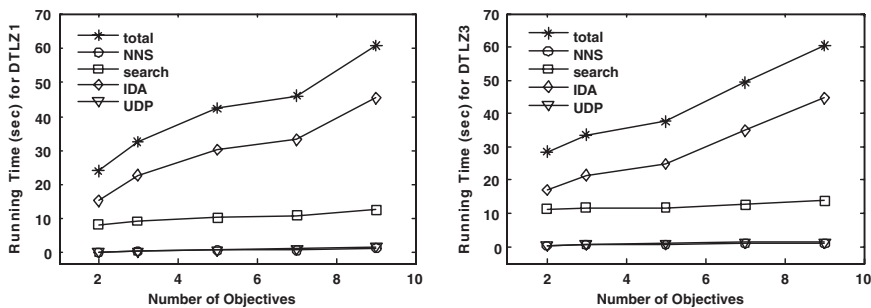 Running Time (sec) for DTLZ1
70
60
50
40
30
20
10
0
total
NNS
search
IDA
UDP
2
4
6
8
10
Number of Objectives
Running Time (sec) for DTLZ3
70
60
50
40
30
20
10
0
total
NNS
search
IDA
UDP
2
4
6
8
10
Number of Objectives